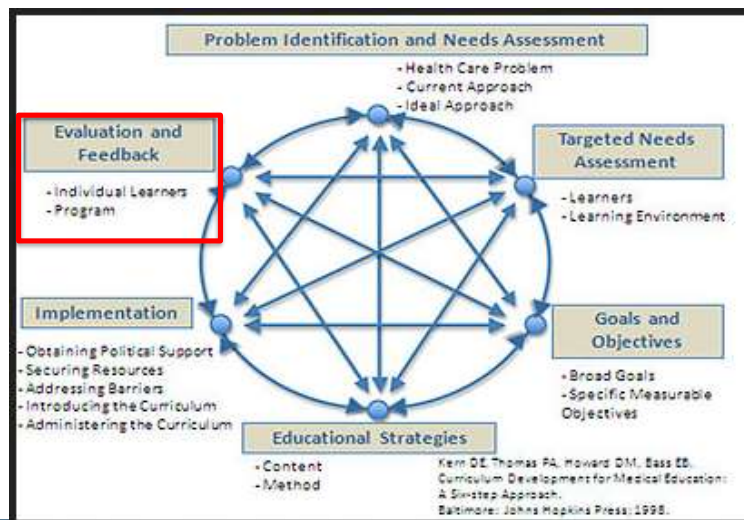 Problem Identification and Needs Assessment
- Health Care Problem
- Current Approach
- Ideal Approach
Evaluation and
Feedback
- Individual Learners
- Program
Targeted Needs
Assessment
- Learners
- Learning Environment
Implementation
- Obtaining Political Support
- Securing Resources
- Addressing Barriers
- Introducing the Curriculum
- Administering the Curriculum
Goals and
Objectives
- Broad Goals
- Specific Measurable
Objectives
Educational Strategies
- Content
- Method
Kern DE, Thomas PA, Howard DM, Bass EB.
Curriculum Development for Medical Education:
A Six-step Approach.
Baltimore: Johns Hopkins Press; 1998.